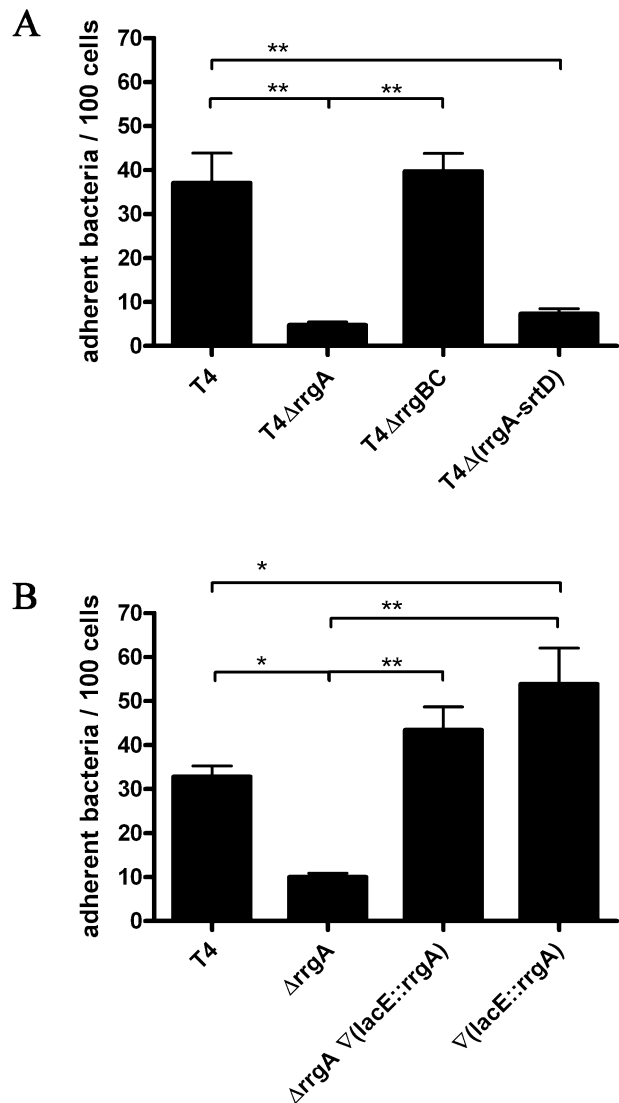 A
adherent bacteria / 100 cells
70
60
50
40
30
20
10
0
**
** **
T4
T4ΔrrgA
T4ΔrrgBC
T4Δ(rrgA-srtD)
B
adherent bacteria / 100 cells
70
60
50
40
30
20
10
0
*
**
* **
T4
ΔrrgA
ΔrrgA ∇(lacE::rrgA)
∇(lacE::rrgA)